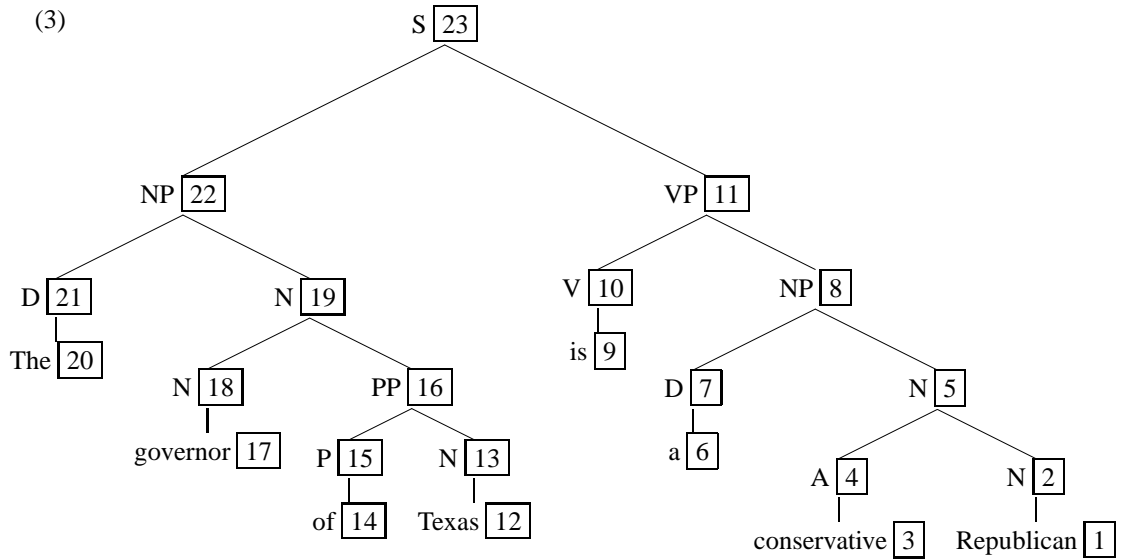 (3)
S 23
NP 22 VP 11
D 21 N 19 V 10 NP 8
The 20 is 9
N 18 PP 16 D 7 N 5
governor 17 P 15 N 13 a 6
A 4 N 2
of 14 Texas 12
conservative 3 Republican 1